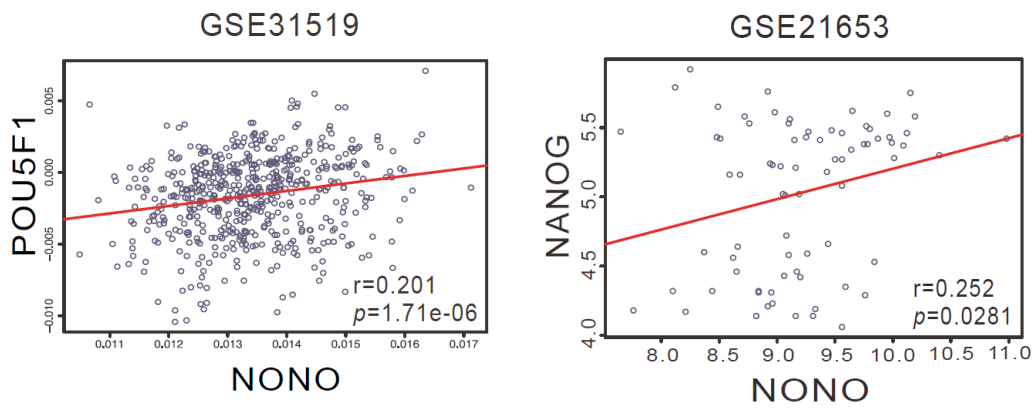 GSE31519
POU5F1
0.005
0.000
−0.005
−0.010
r=0.201
p=1.71e-06
0.011 0.012 0.013 0.014 0.015 0.016 0.017
NONO
GSE21653
NANOG
5.5
5.0
4.5
4.0
r=0.252
p=0.0281
8.0 8.5 9.0 9.5 10.0 10.5 11.0
NONO